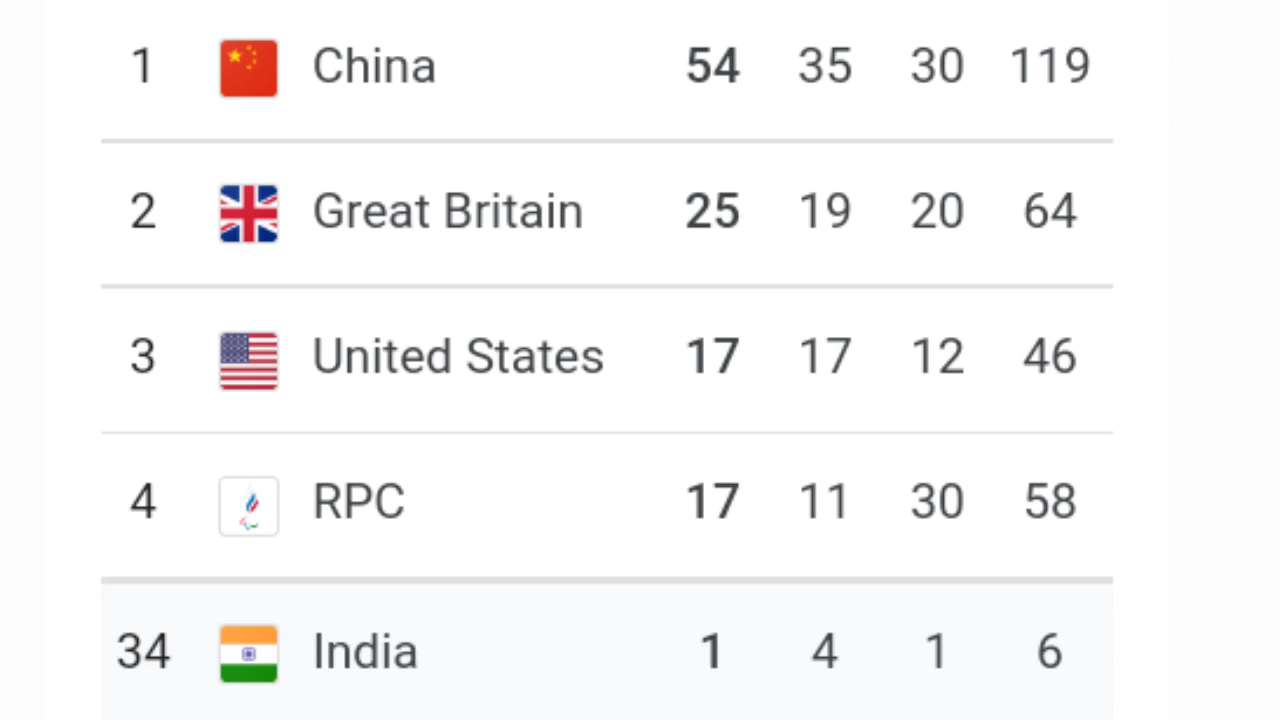 1 China 54 35 30 119
2 Great Britain 25 19 20 64
3 United States 17 17 12 46
4 RPC 17 11 30 58
34 India 1 4 1 6